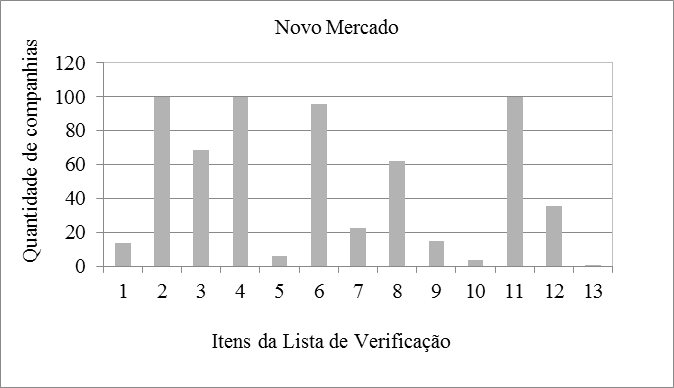 Novo Mercado
Quantidade de companhias
120
100
80
60
40
20
0
1 2 3 4 5 6 7 8 9 10 11 12 13
Itens da Lista de Verificação